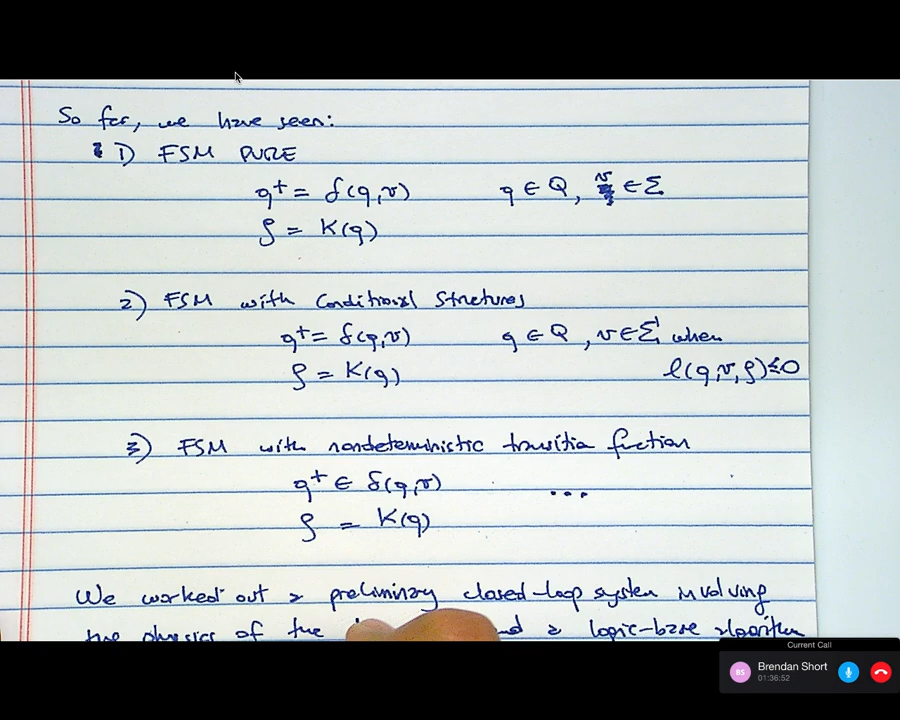 So far, we have seen:
1) FSM PURE
q⁺ = δ(q,v)   q ∈ Q, v ∈ Σ
ζ = K(q)
2) FSM with Conditional Structures
q⁺ = δ(q,v)   q ∈ Q, v ∈ Σ when
ζ = K(q)   l(q,v,ζ) ≤ 0
3) FSM with nondeterministic transition fuction
q⁺ ∈ δ(q,v)   ...
ζ = K(q)
We worked out a preliminary closed-loop system involving
the physics of the a logic-base algorithm
Current Call
BS Brendan Short
01:36:52